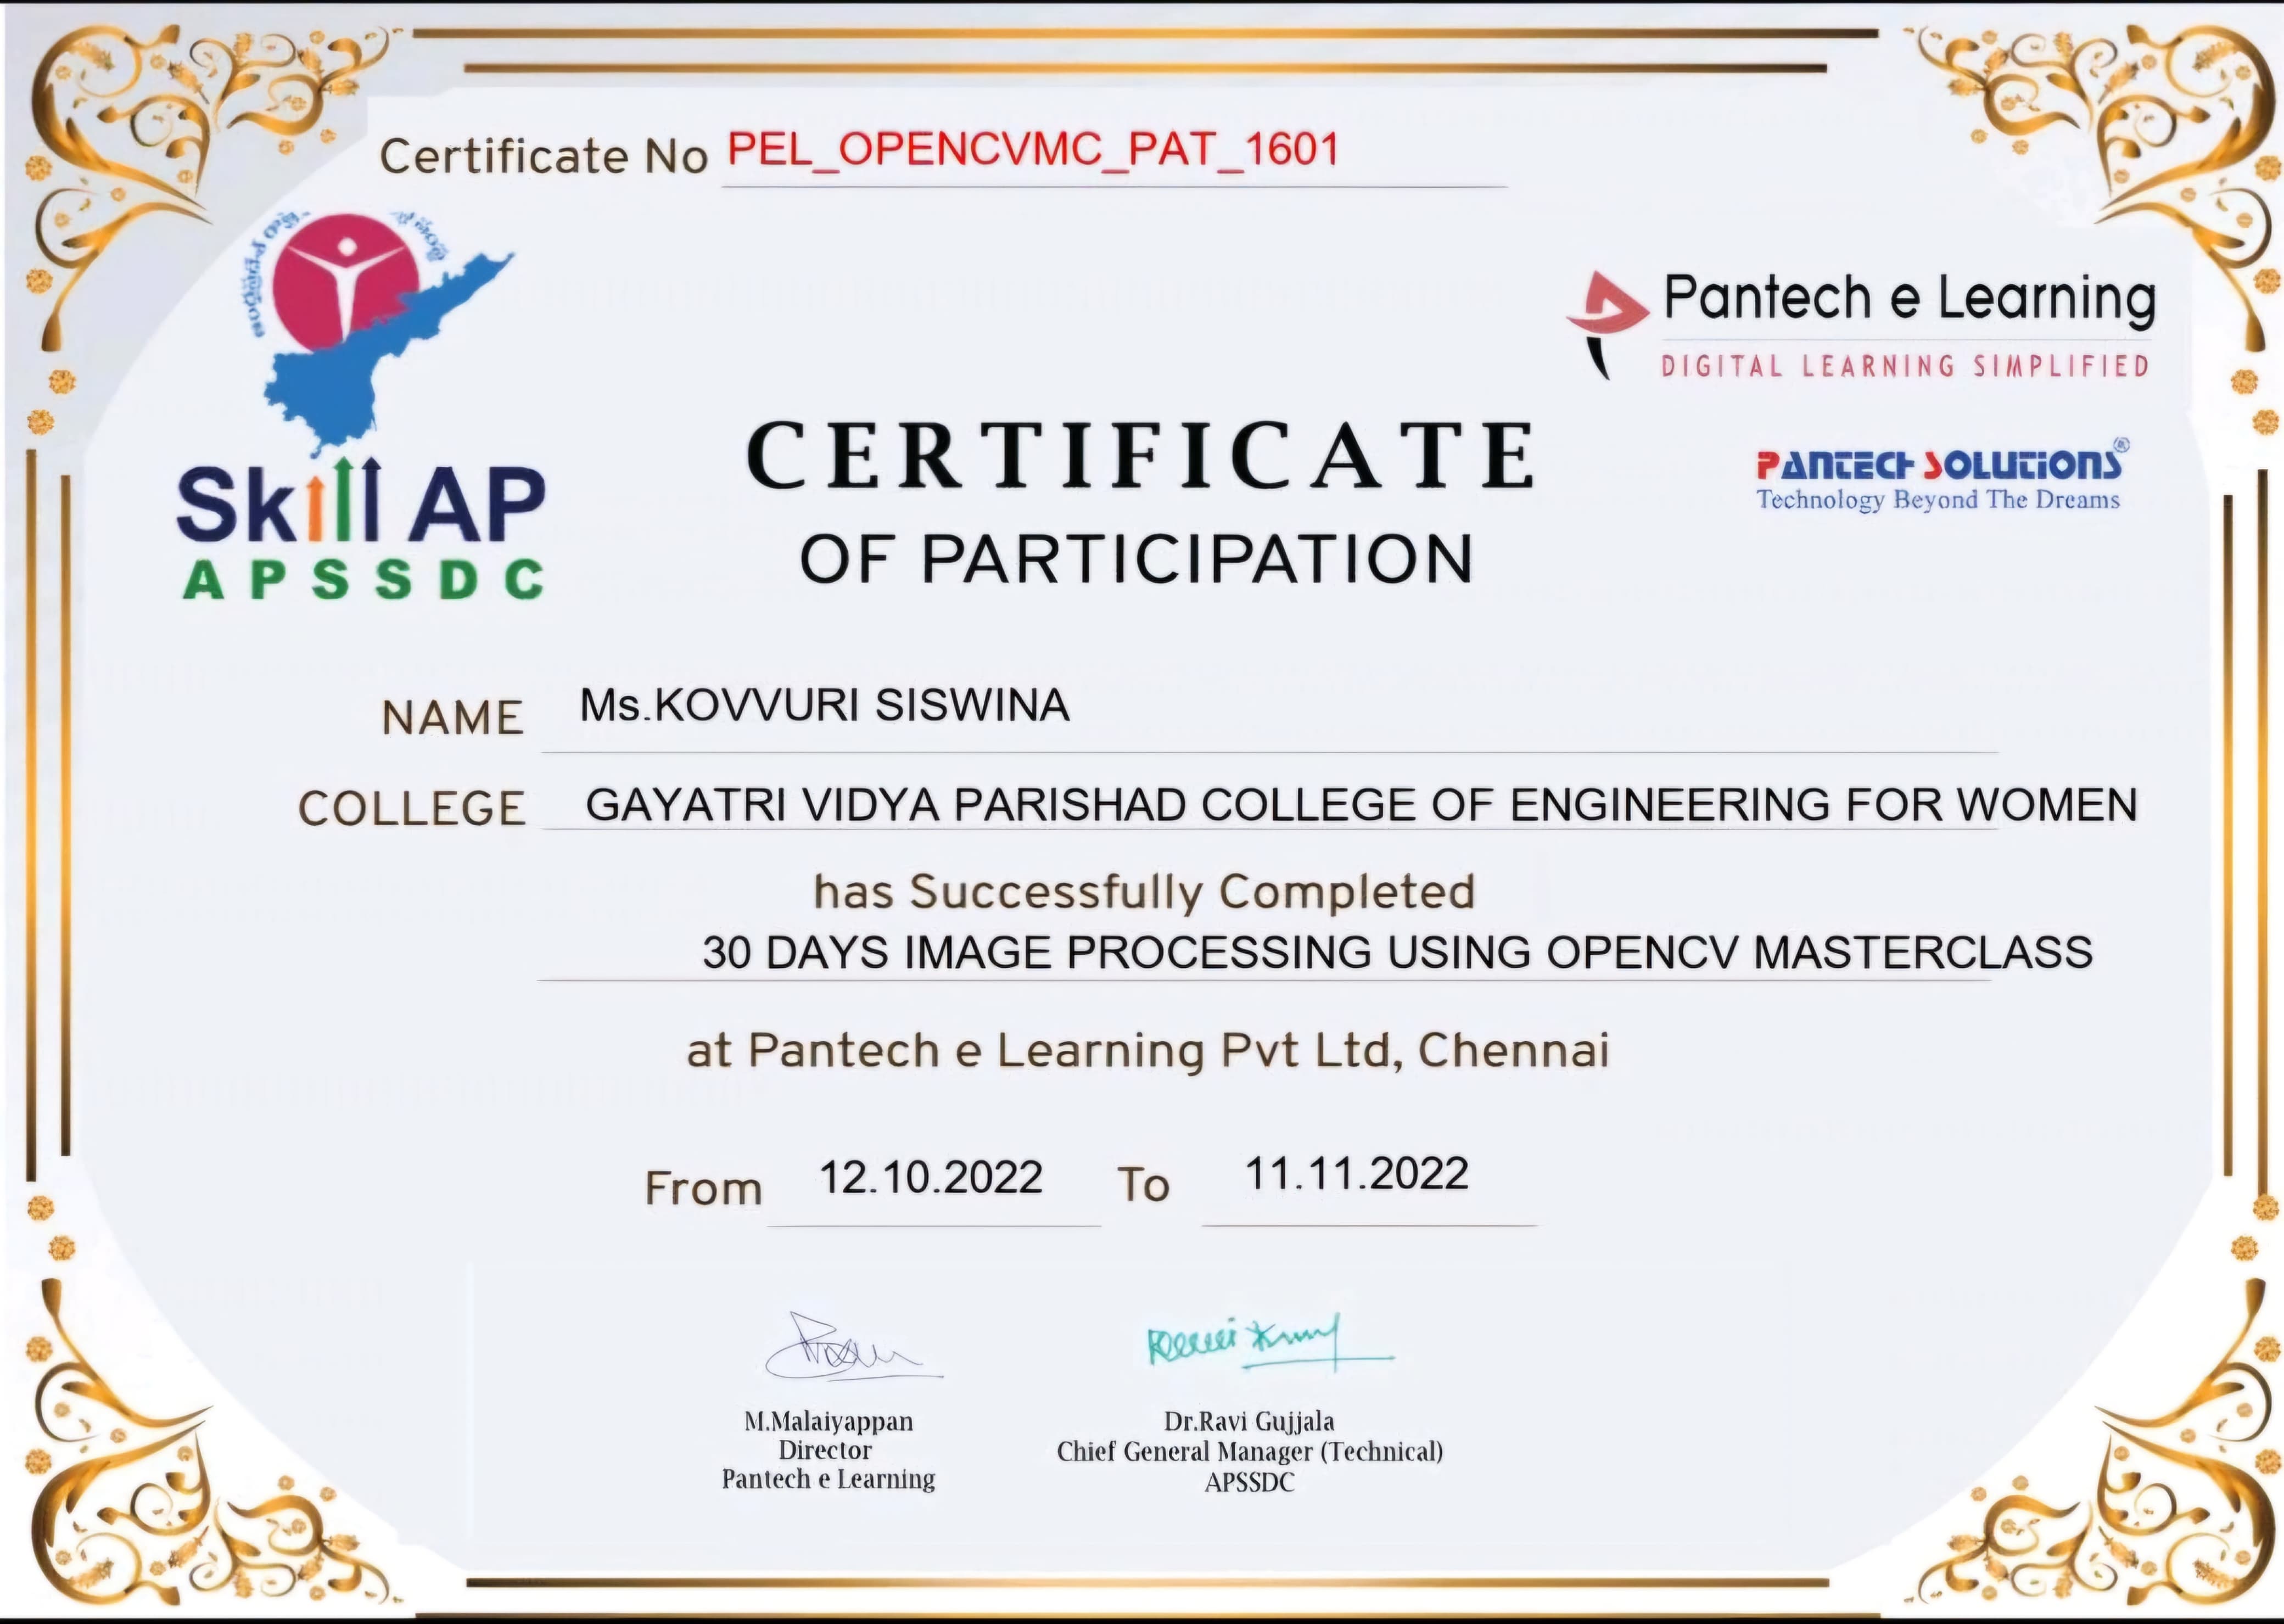 Certificate No PEL_OPENCVMC_PAT_1601
Pantech e Learning
DIGITAL LEARNING SIMPLIFIED
PANTECH SOLUTIONS®
Technology Beyond The Dreams
Skill AP
APSSDC
CERTIFICATE
OF PARTICIPATION
NAME Ms.KOVVURI SISWINA
COLLEGE GAYATRI VIDYA PARISHAD COLLEGE OF ENGINEERING FOR WOMEN
has Successfully Completed
30 DAYS IMAGE PROCESSING USING OPENCV MASTERCLASS
at Pantech e Learning Pvt Ltd, Chennai
From 12.10.2022 To 11.11.2022
M.Malaiyappan
Director
Pantech e Learning
Dr.Ravi Gujjala
Chief General Manager (Technical)
APSSDC